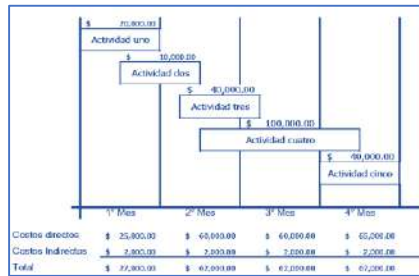 $ 20,000.00
Actividad uno
$ 10,000.00
Actividad dos
$ 40,000.00
Actividad tres
$ 100,000.00
Actividad cuatro
$ 40,000.00
Actividad cinco
1° Mes 2° Mes 3° Mes 4° Mes
Costos directos $ 25,000.00 $ 60,000.00 $ 60,000.00 $ 65,000.00
Costos Indirectos $ 2,000.00 $ 2,000.00 $ 2,000.00 $ 2,000.00
Total $ 27,000.00 $ 62,000.00 $ 62,000.00 $ 67,000.00